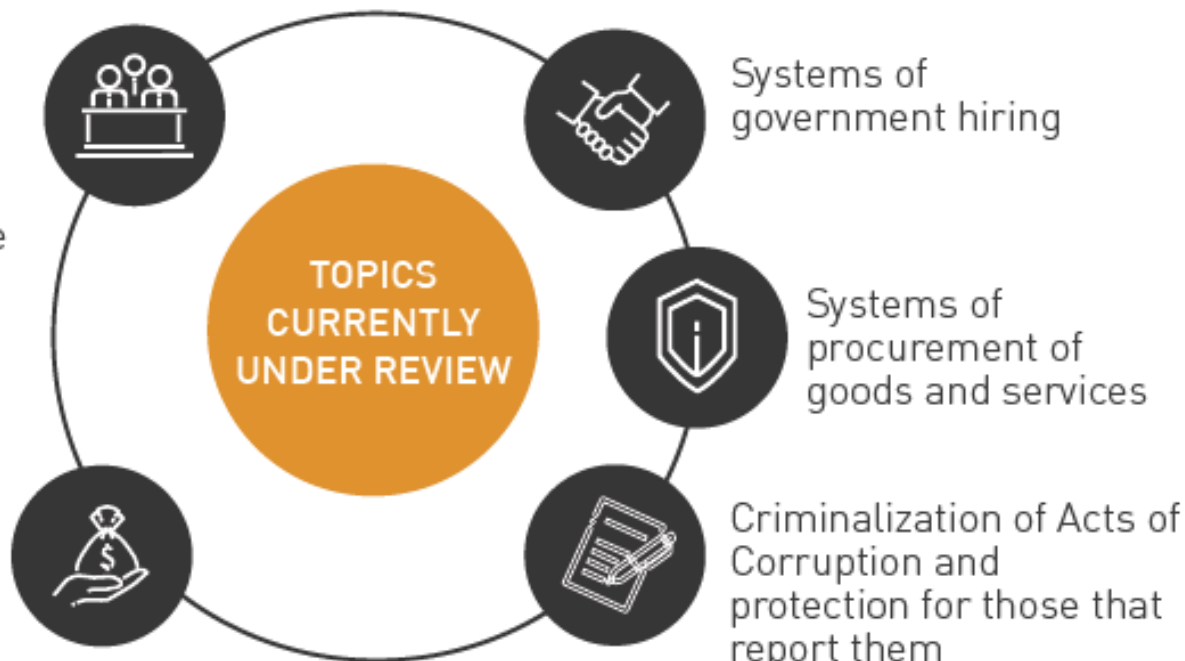 TOPICS
CURRENTLY
UNDER REVIEW
Systems of
government hiring
Systems of
procurement of
goods and services
Criminalization of Acts of
Corruption and
protection for those that
report them